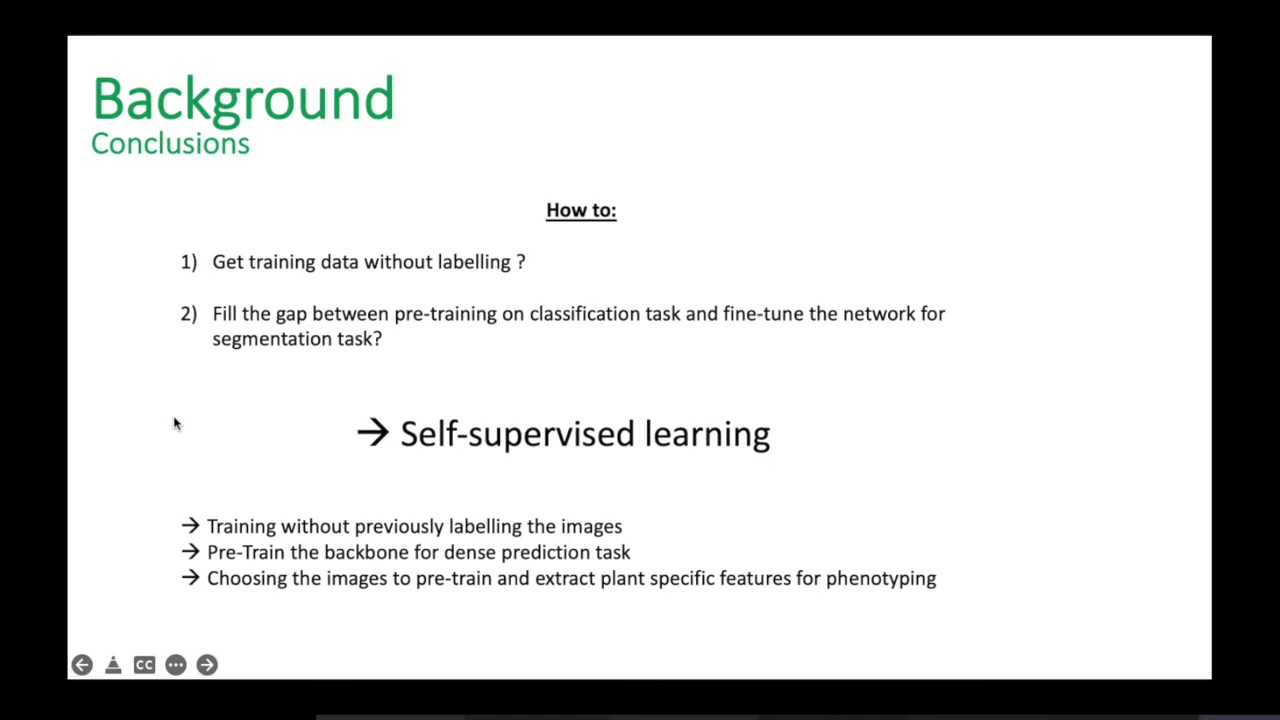 Background
Conclusions
How to:
1) Get training data without labelling ?
2) Fill the gap between pre-training on classification task and fine-tune the network for
segmentation task?
→ Self-supervised learning
→ Training without previously labelling the images
→ Pre-Train the backbone for dense prediction task
→ Choosing the images to pre-train and extract plant specific features for phenotyping
CC